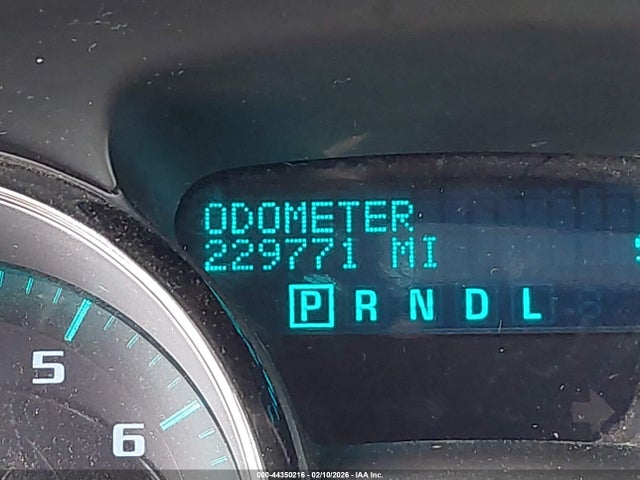 ODOMETER
229771 MI
P R N D L
5
6
000-44350216 - 02/10/2026 - IAA Inc.